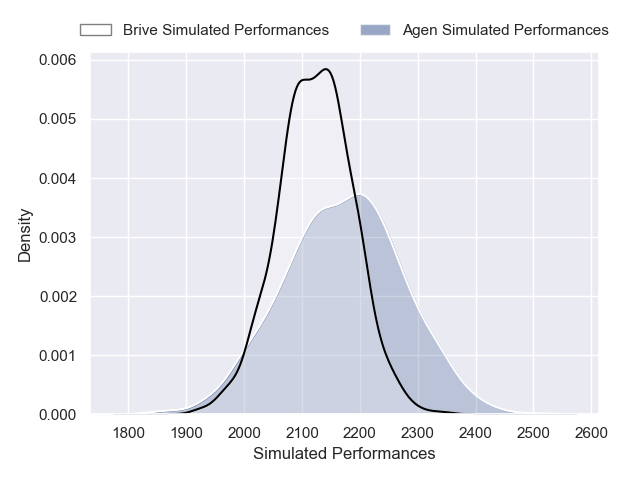 Brive Simulated Performances Agen Simulated Performances
0.006
0.005
0.004
0.003
0.002
0.001
0.000
Density
1800 1900 2000 2100 2200 2300 2400 2500 2600
Simulated Performances